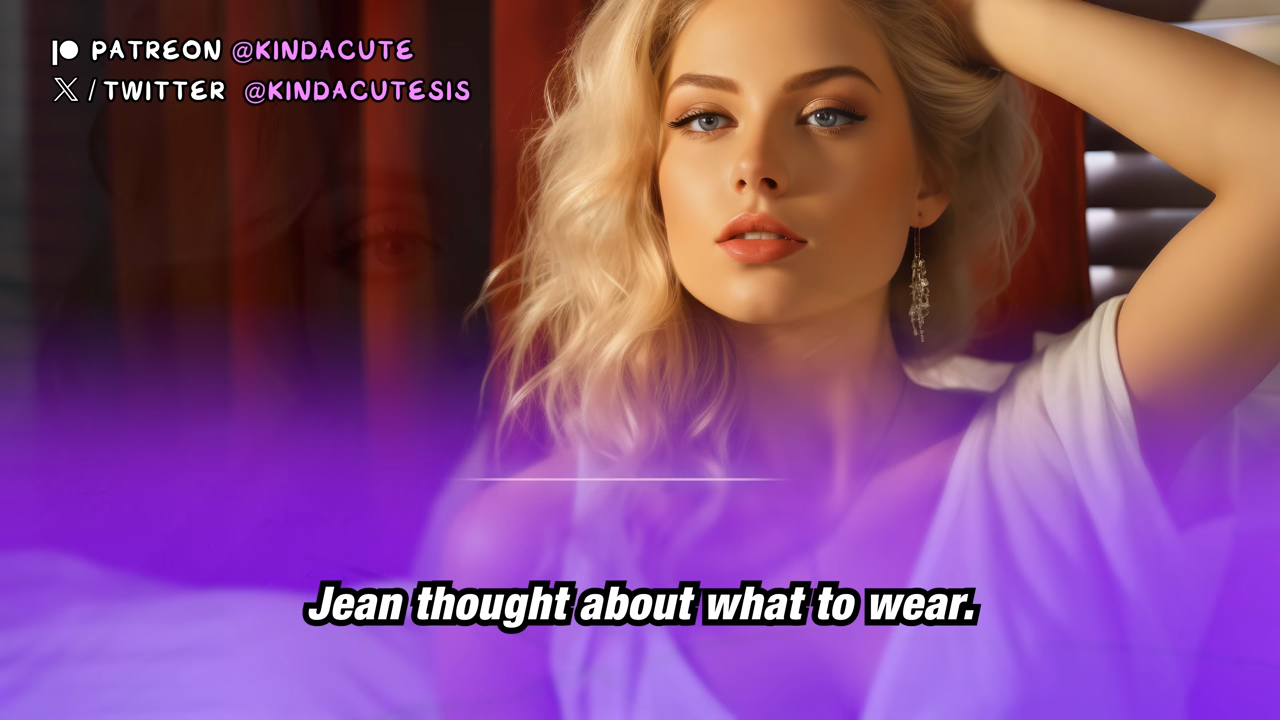 PATREON @KINDACUTE
X / TWITTER @KINDACUTESIS
Jean thought about what to wear.